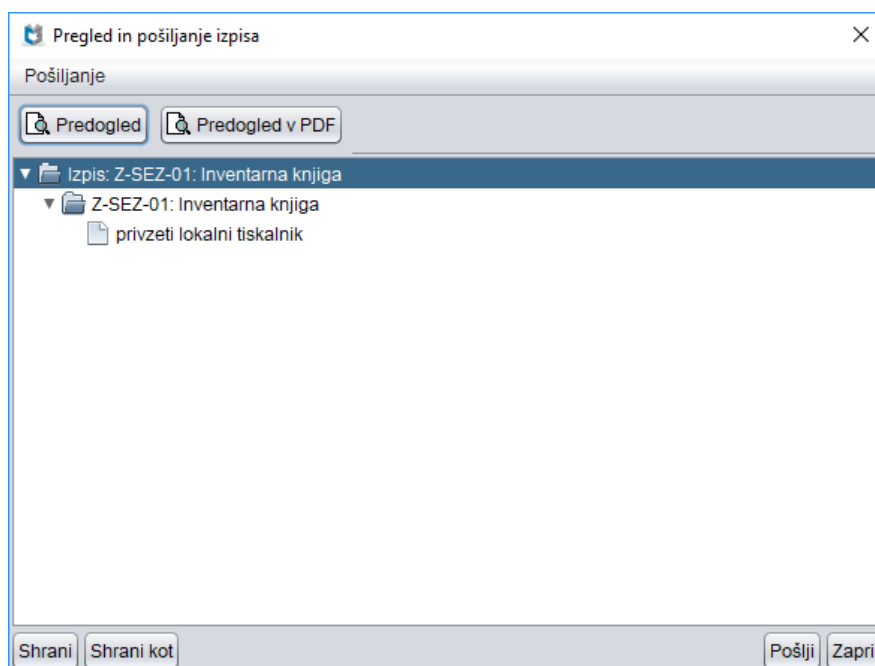 Pregled in pošiljanje izpisa
Pošiljanje
Predogled Predogled v PDF
Izpis: Z-SEZ-01: Inventarna knjiga
Z-SEZ-01: Inventarna knjiga
privzeti lokalni tiskalnik
Shrani Shrani kot Pošlji Zapri